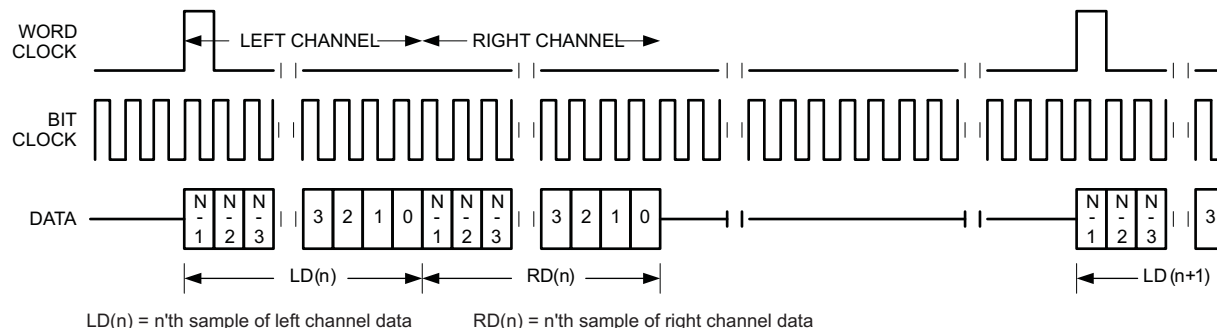 WORD
CLOCK
LEFT CHANNEL
RIGHT CHANNEL
BIT
CLOCK
DATA
N-1 N-2 N-3 3 2 1 0 N-1 N-2 N-3 3 2 1 0 N-1 N-2 N-3 3
LD(n) RD(n) LD (n+1)
LD(n) = n'th sample of left channel data RD(n) = n'th sample of right channel data